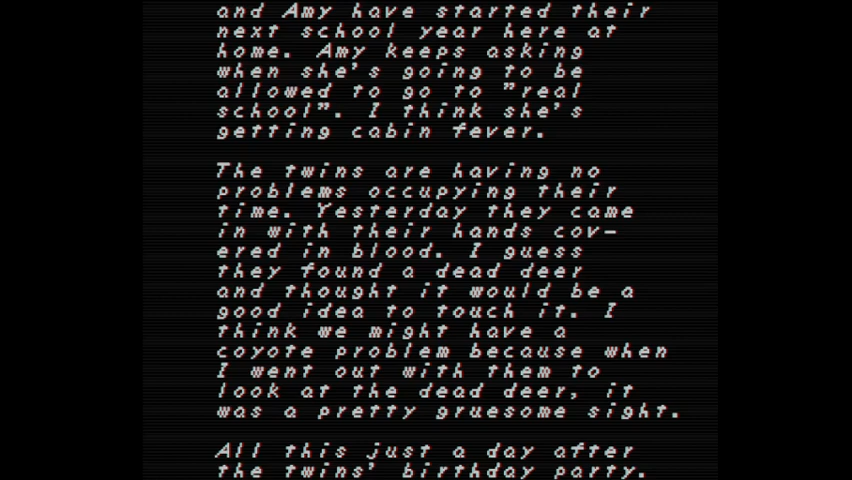 and Amy have started their
next school year here at
home. Amy keeps asking
when she's going to be
allowed to go to "real
school". I think she's
getting cabin fever.
The twins are having no
problems occupying their
time. Yesterday they came
in with their hands cov-
ered in blood. I guess
they found a dead deer
and thought it would be a
good idea to touch it. I
think we might have a
coyote problem because when
I went out with them to
look at the dead deer, it
was a pretty gruesome sight.
All this just a day after
the twins' birthday party.